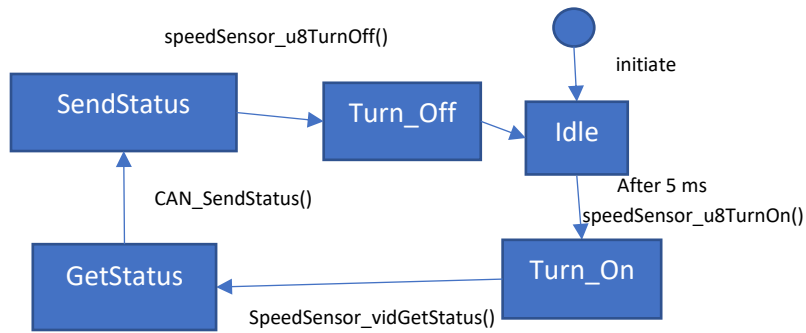 speedSensor_u8TurnOff()
initiate
SendStatus
Turn_Off
Idle
After 5 ms
CAN_SendStatus()
speedSensor_u8TurnOn()
GetStatus
Turn_On
SpeedSensor_vidGetStatus()